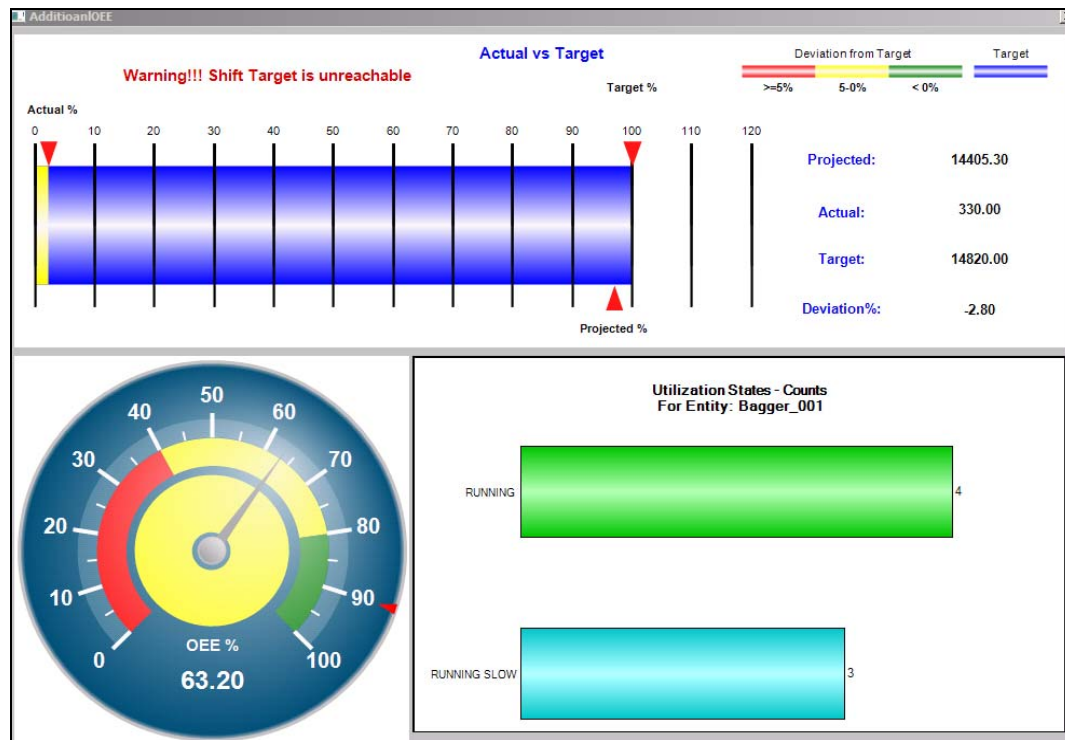 AdditioanlOEE
Actual vs Target
Warning!!! Shift Target is unreachable
Deviation from Target
Target
>=5%
5-0%
< 0%
Target %
Actual %
0 10 20 30 40 50 60 70 80 90 100 110 120
Projected: 14405.30
Actual: 330.00
Target: 14820.00
Deviation%: -2.80
Projected %
0
10
20
30
40
50
60
70
80
90
100
OEE %
63.20
Utilization States - Counts
For Entity: Bagger_001
RUNNING 4
RUNNING SLOW 3